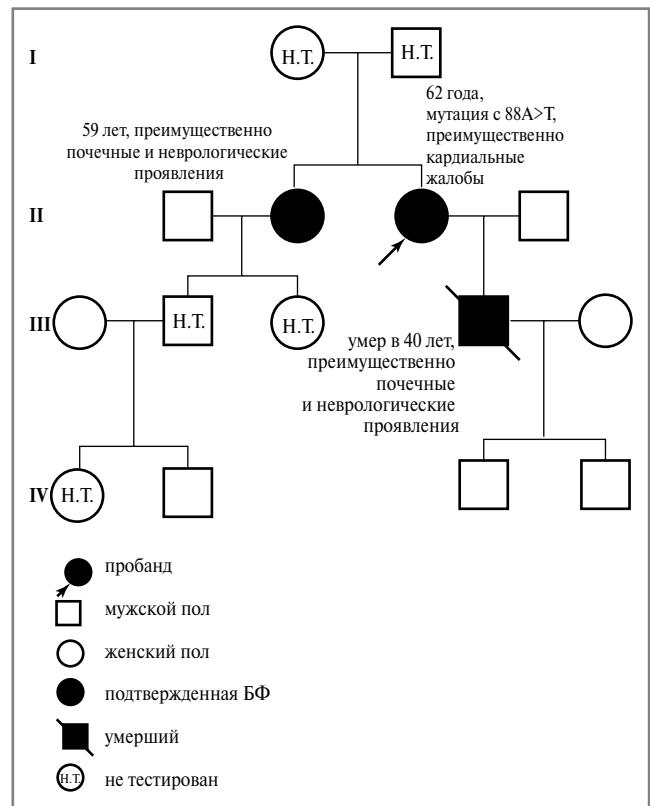 I
Н.Т.
Н.Т.
59 лет, преимущественно
почечные и неврологические
проявления
62 года,
мутация с 88A>T,
преимущественно
кардиальные
жалобы
II
III
Н.Т.
Н.Т.
умер в 40 лет,
преимущественно
почечные
и неврологические
проявления
IV
Н.Т.
пробанд
мужской пол
женский пол
подтвержденная БФ
умерший
Н.Т.
не тестирован